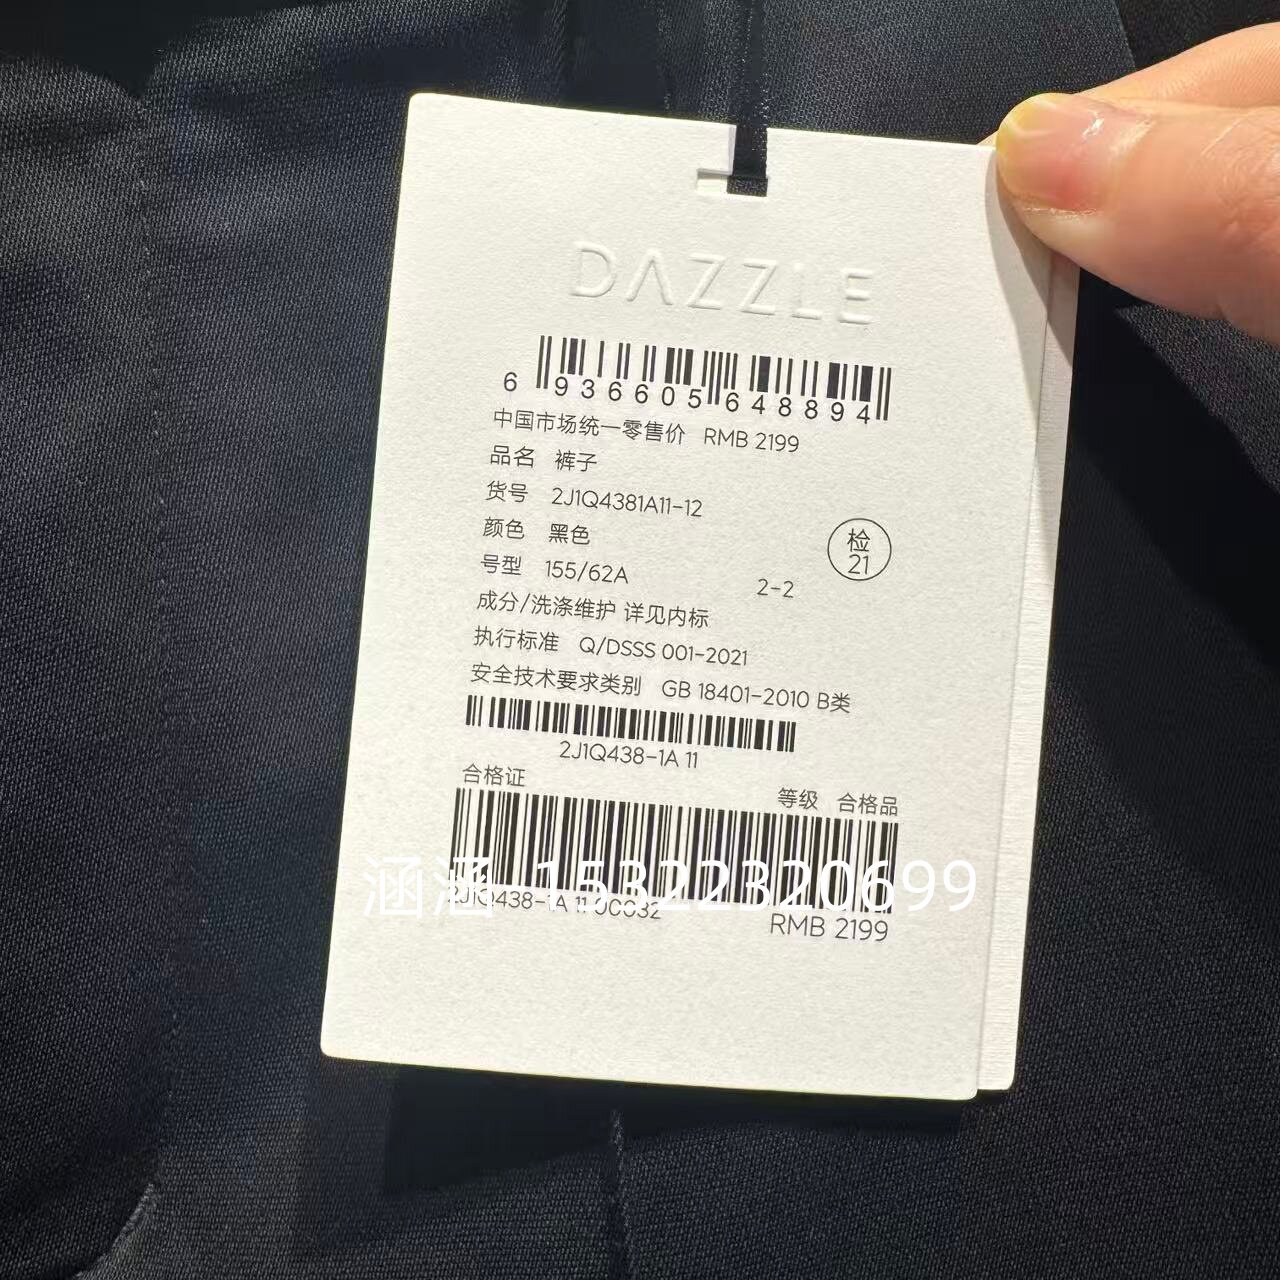 DAZZLE
6 936605 648894
中国市场统一零售价 RMB 2199
品名 裤子
货号 2J1Q4381A11-12
颜色 黑色
检
21
号型 155/62A 2-2
成分/洗涤维护 详见内标
执行标准 Q/DSSS 001-2021
安全技术要求类别 GB 18401-2010 B类
2J1Q438-1A 11
合格证 等级 合格品
涵涵-15322320699
2J1Q438-1A 11
RMB 2199